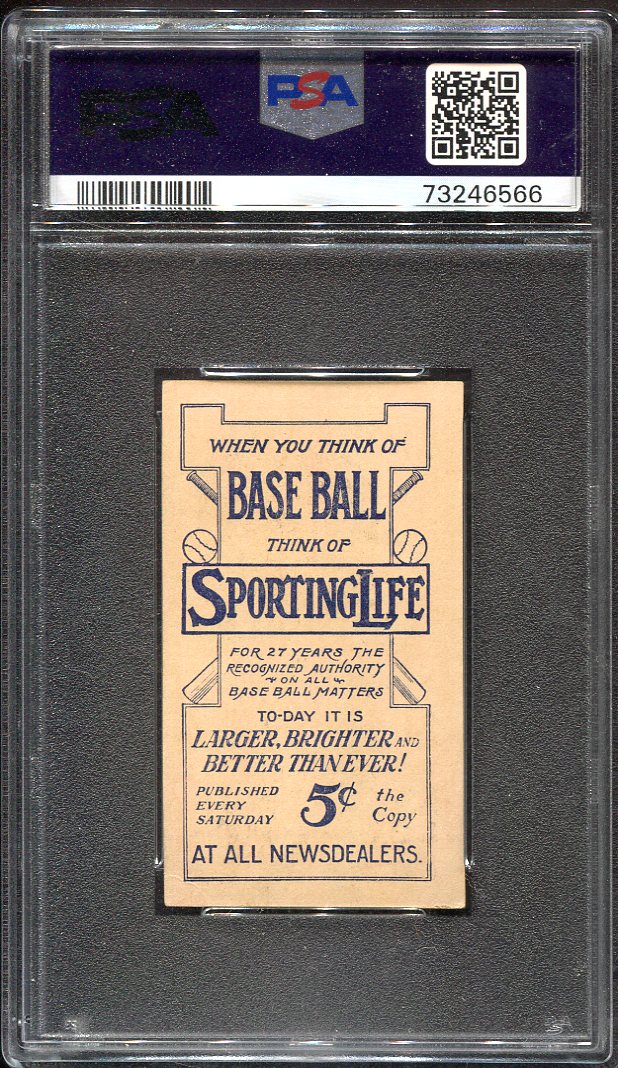 PSA
PSA
73246566
WHEN YOU THINK OF
BASE BALL
THINK OF
SPORTING LIFE
FOR 27 YEARS THE
RECOGNIZED AUTHORITY
ON ALL
BASE BALL MATTERS
TO-DAY IT IS
LARGER, BRIGHTER AND
BETTER THAN EVER!
PUBLISHED
EVERY
SATURDAY
5¢
the
Copy
AT ALL NEWSDEALERS.